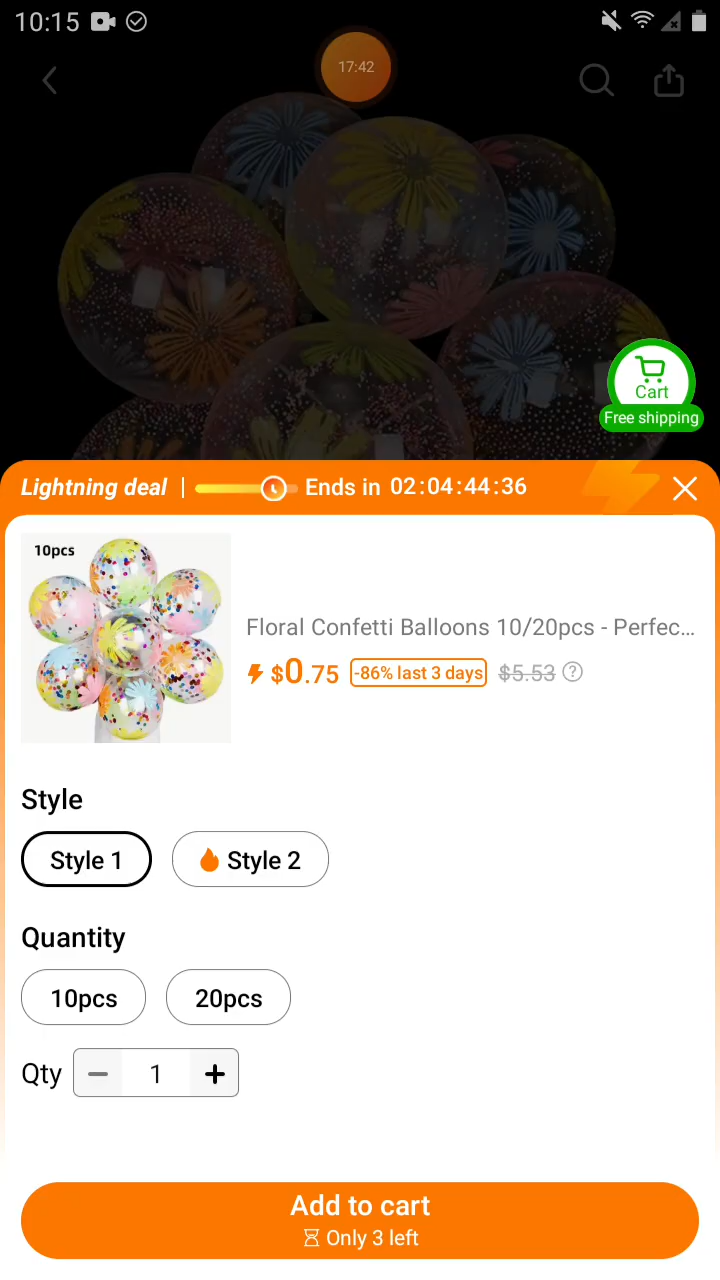 10:15
17:42
Cart
Free shipping
Lightning deal | Ends in 02:04:44:36
10pcs
Floral Confetti Balloons 10/20pcs - Perfec...
$0.75 -86% last 3 days $5.53 ?
Style
Style 1 Style 2
Quantity
10pcs 20pcs
Qty − 1 +
Add to cart
Only 3 left